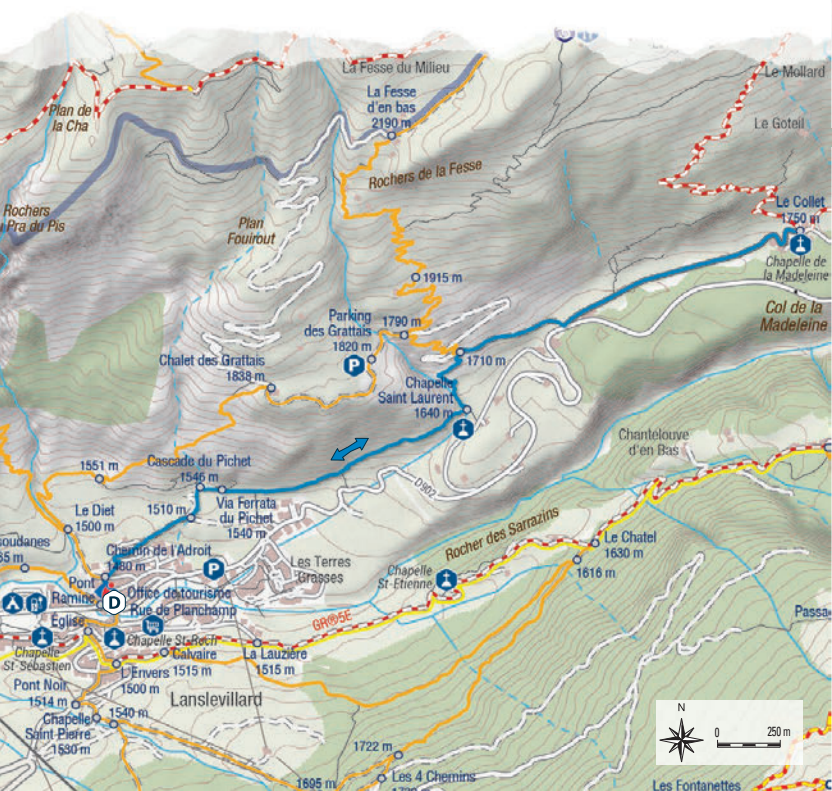 La Fesse du Milieu
Le Mollard
La Fesse
d'en bas
2190 m
Plan de
la Cha
Le Goteil
Rochers de la Fesse
Le Collet
1750 m
Rochers
Pra du Pis
Plan
Fouirout
Chapelle de
la Madeleine
1915 m
Col de la
Madeleine
Parking
des Grattais
1820 m
1790 m
P
Chalet des Grattais
1838 m
1710 m
Chapelle
Saint Laurent
1640 m
Chantelouve
d'en Bas
1551 m
Cascade du Pichet
1546 m
D902
Via Ferrata
du Pichet
1540 m
1510 m
Le Diet
1500 m
Rocher des Sarrazins
Le Chatel
1630 m
1616 m
soudanes
35 m
Chemin de l'Adroit
1480 m
P
Les Terres
Grasses
Chapelle
St-Etienne
Pont
Ramine
D
Office de tourisme
Rue de Planchamp
GR®5E
Passa
Église
Chapelle St-Roch
Chapelle
St-Sébastien
Calvaire
1515 m
La Lauzière
1515 m
L'Envers
1500 m
Pont Noir
1514 m
Lanslevillard
1540 m
Chapelle
Saint Pierre
1530 m
N
0 250 m
1722 m
1695 m
Les 4 Chemins
Les Fontanettes